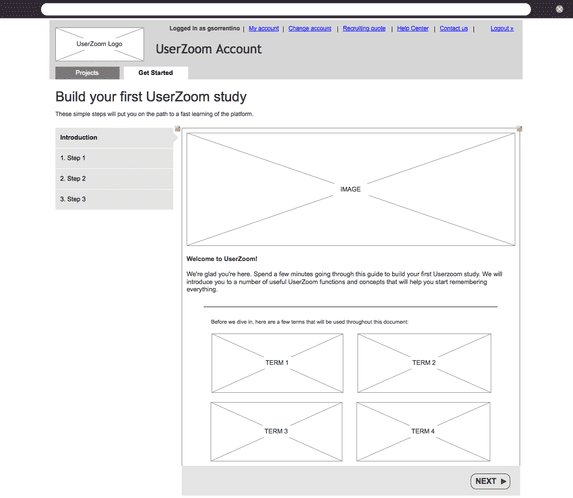 Logged in as gsorrentino | My account | Change account | Recruiting quote | Help Center | Contact us | Logout »
UserZoom Logo
UserZoom Account
Projects
Get Started
Build your first UserZoom study
These simple steps will put you on the path to a fast learning of the platform.
Introduction
1. Step 1
2. Step 2
3. Step 3
IMAGE
Welcome to UserZoom!
We're glad you're here. Spend a few minutes going through this guide to build your first Userzoom study. We will
introduce you to a number of useful UserZoom functions and concepts that will help you start remembering
everything.
Before we dive in, here are a few terms that will be used throughout this document:
TERM 1
TERM 2
TERM 3
TERM 4
NEXT